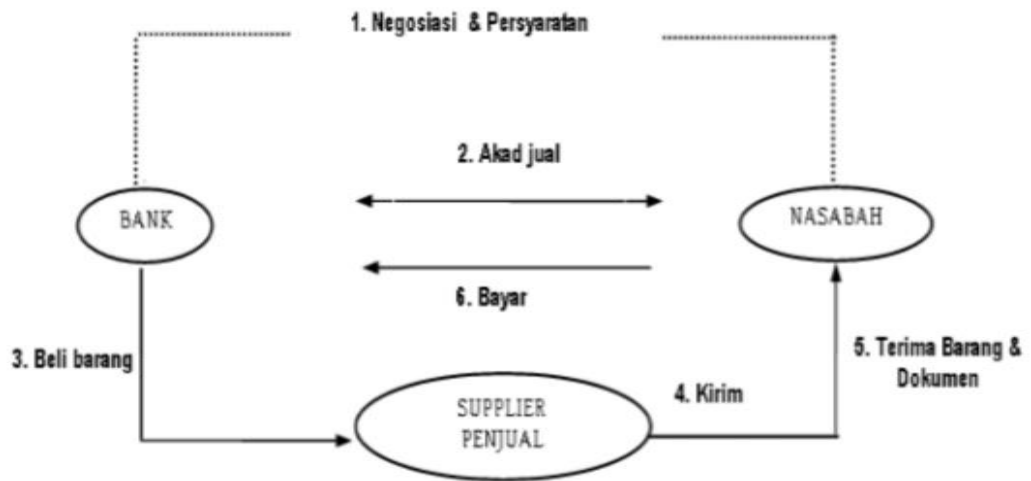 1. Negosiasi & Persyaratan
2. Akad jual
BANK
NASABAH
6. Bayar
3. Beli barang
5. Terima Barang &
Dokumen
4. Kirim
SUPPLIER
PENJUAL